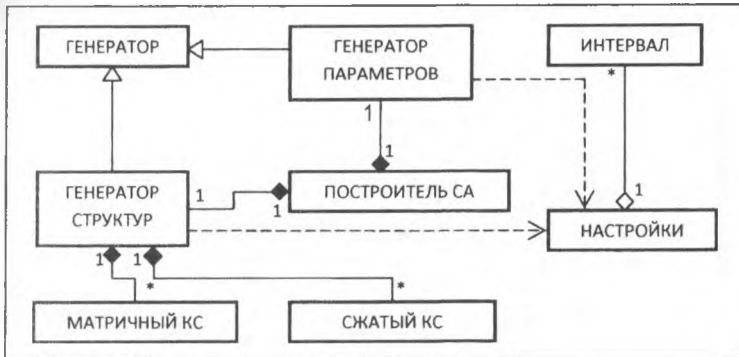 ГЕНЕРАТОР
ГЕНЕРАТОР
ПАРАМЕТРОВ
ИНТЕРВАЛ
*
1
1
ГЕНЕРАТОР
СТРУКТУР
1
1
ПОСТРОИТЕЛЬ СА
1
НАСТРОЙКИ
1
1
*
*
МАТРИЧНЫЙ КС
СЖАТЫЙ КС